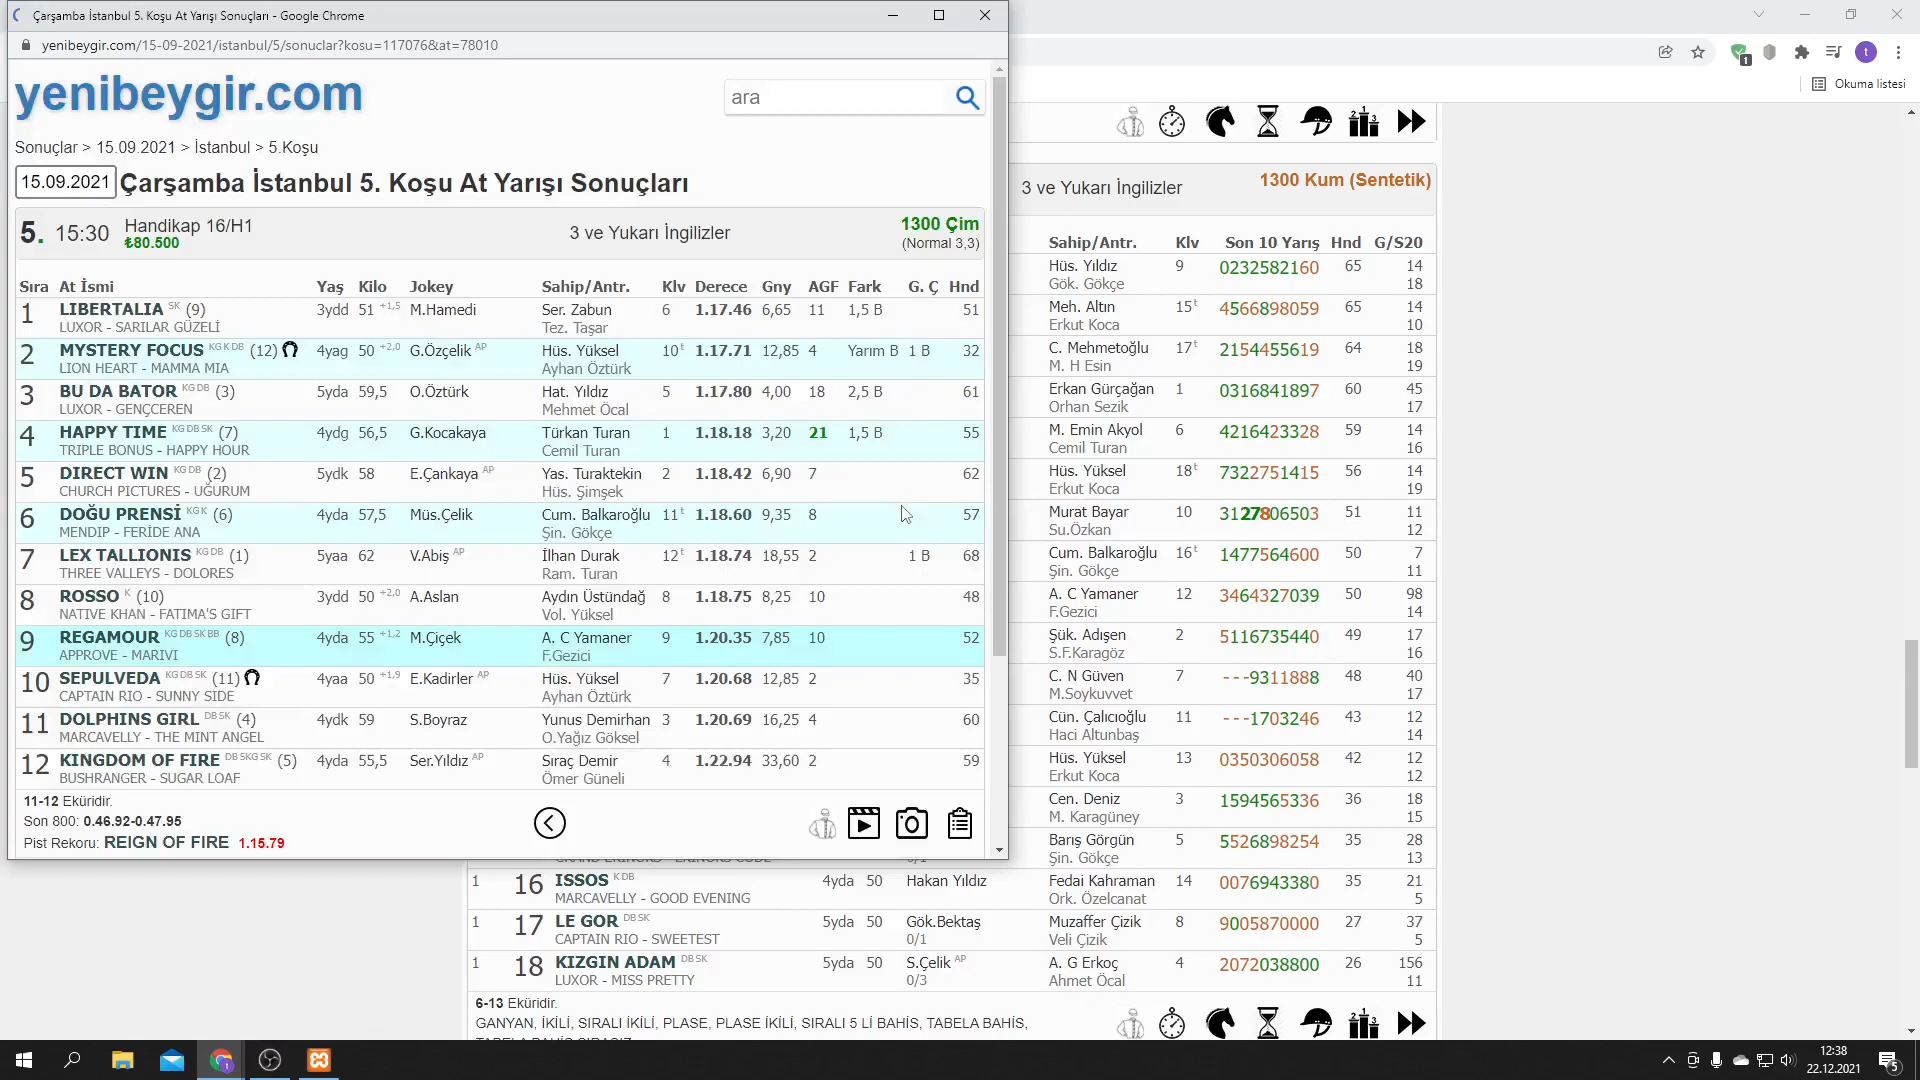 Çarşamba İstanbul 5. Koşu At Yarışı Sonuçları - Google Chrome
yenibeygir.com/15-09-2021/istanbul/5/sonuclar?kosu=117076&at=78010
yenibeygir.com
ara
Sonuçlar > 15.09.2021 > İstanbul > 5.Koşu
15.09.2021 Çarşamba İstanbul 5. Koşu At Yarışı Sonuçları
5. 15:30 Handikap 16/H1 3 ve Yukarı İngilizler 1300 Çim
₺80.500 (Normal 3,3)
Sıra At İsmi Yaş Kilo Jokey Sahip/Antr. Klv Derece Gny AGF Fark G. Ç Hnd
1 LIBERTALIA SK (9) 3ydd 51 +1,5 M.Hamedi Ser. Zabun 6 1.17.46 6,65 11 1,5 B 51
LUXOR - SARILAR GÜZELİ Tez. Taşar
2 MYSTERY FOCUS KG K DB (12) 4yag 50 +2,0 G.Özçelik AP Hüs. Yüksel 10t 1.17.71 12,85 4 Yarım B 1 B 32
LION HEART - MAMMA MIA Ayhan Öztürk
3 BU DA BATOR KG DB (3) 5yda 59,5 O.Öztürk Hat. Yıldız 5 1.17.80 4,00 18 2,5 B 61
LUXOR - GENÇCEREN Mehmet Öcal
4 HAPPY TIME KG DB SK (7) 4ydg 56,5 G.Kocakaya Türkan Turan 1 1.18.18 3,20 21 1,5 B 55
TRIPLE BONUS - HAPPY HOUR Cemil Turan
5 DIRECT WIN KG DB (2) 5ydk 58 E.Çankaya AP Yas. Turaktekin 2 1.18.42 6,90 7 62
CHURCH PICTURES - UĞURUM Hüs. Şimşek
6 DOĞU PRENSİ KG K (6) 4yda 57,5 Müs.Çelik Cum. Balkaroğlu 11t 1.18.60 9,35 8 57
MENDIP - FERİDE ANA Şin. Gökçe
7 LEX TALLIONIS KG DB (1) 5yaa 62 V.Abiş AP İlhan Durak 12t 1.18.74 18,55 2 1 B 68
THREE VALLEYS - DOLORES Ram. Turan
8 ROSSO K (10) 3ydd 50 +2,0 A.Aslan Aydın Üstündağ 8 1.18.75 8,25 10 48
NATIVE KHAN - FATIMA'S GIFT Vol. Yüksel
9 REGAMOUR KG DB SK BB (8) 4yda 55 +1,2 M.Çiçek A. C Yamaner 9 1.20.35 7,85 10 52
APPROVE - MARIVI F.Gezici
10 SEPULVEDA KG DB SK (11) 4yaa 50 +1,9 E.Kadirler AP Hüs. Yüksel 7 1.20.68 12,85 2 35
CAPTAIN RIO - SUNNY SIDE Ayhan Öztürk
11 DOLPHINS GIRL DB SK (4) 4ydk 59 S.Boyraz Yunus Demirhan 3 1.20.69 16,25 4 60
MARCAVELLY - THE MINT ANGEL O.Yağız Göksel
12 KINGDOM OF FIRE DB SKG SK (5) 4yda 55,5 Ser.Yıldız AP Sıraç Demir 4 1.22.94 33,60 2 59
BUSHRANGER - SUGAR LOAF Ömer Güneli
11-12 Eküridir.
Son 800: 0.46.92-0.47.95
Pist Rekoru: REIGN OF FIRE 1.15.79
t
Okuma listesi
3 ve Yukarı İngilizler 1300 Kum (Sentetik)
Sahip/Antr. Klv Son 10 Yarış Hnd G/S20
Hüs. Yıldız 9 0232582160 65 14
Gök. Gökçe 18
Meh. Altın 15t 4566898059 65 14
Erkut Koca 10
C. Mehmetoğlu 17t 2154455619 64 18
M. H Esin 19
Erkan Gürçağan 1 0316841897 60 45
Orhan Sezik 17
M. Emin Akyol 6 4216423328 59 14
Cemil Turan 16
Hüs. Yüksel 18t 7322751415 56 14
Erkut Koca 19
Murat Bayar 10 3127806503 51 11
Su.Özkan 12
Cum. Balkaroğlu 16t 1477564600 50 7
Şin. Gökçe 11
A. C Yamaner 12 3464327039 50 98
F.Gezici 14
Şük. Adışen 2 5116735440 49 17
S.F.Karagöz 16
C. N Güven 7 ---9311888 48 40
M.Soykuvvet 17
Cün. Çalıcıoğlu 11 ---1703246 43 12
Haci Altunbaş 14
Hüs. Yüksel 13 0350306058 42 12
Erkut Koca 12
Cen. Deniz 3 1594565336 36 18
M. Karagüney 15
Barış Görgün 5 5526898254 35 28
Şin. Gökçe 13
1 16 ISSOS K DB 4yda 50 Hakan Yıldız Fedai Kahraman 14 0076943380 35 21
MARCAVELLY - GOOD EVENING Ork. Özelcanat 5
1 17 LE GOR DB SK 5yda 50 Gök.Bektaş Muzaffer Çizik 8 9005870000 27 37
CAPTAIN RIO - SWEETEST 0/1 Veli Çizik 5
1 18 KIZGIN ADAM DB SK 5yda 50 S.Çelik AP A. G Erkoç 4 2072038800 26 156
LUXOR - MISS PRETTY 0/3 Ahmet Öcal 11
6-13 Eküridir.
GANYAN, İKİLİ, SIRALI İKİLİ, PLASE, PLASE İKİLİ, SIRALI 5 Lİ BAHİS, TABELA BAHİS,
12:38
22.12.2021
5